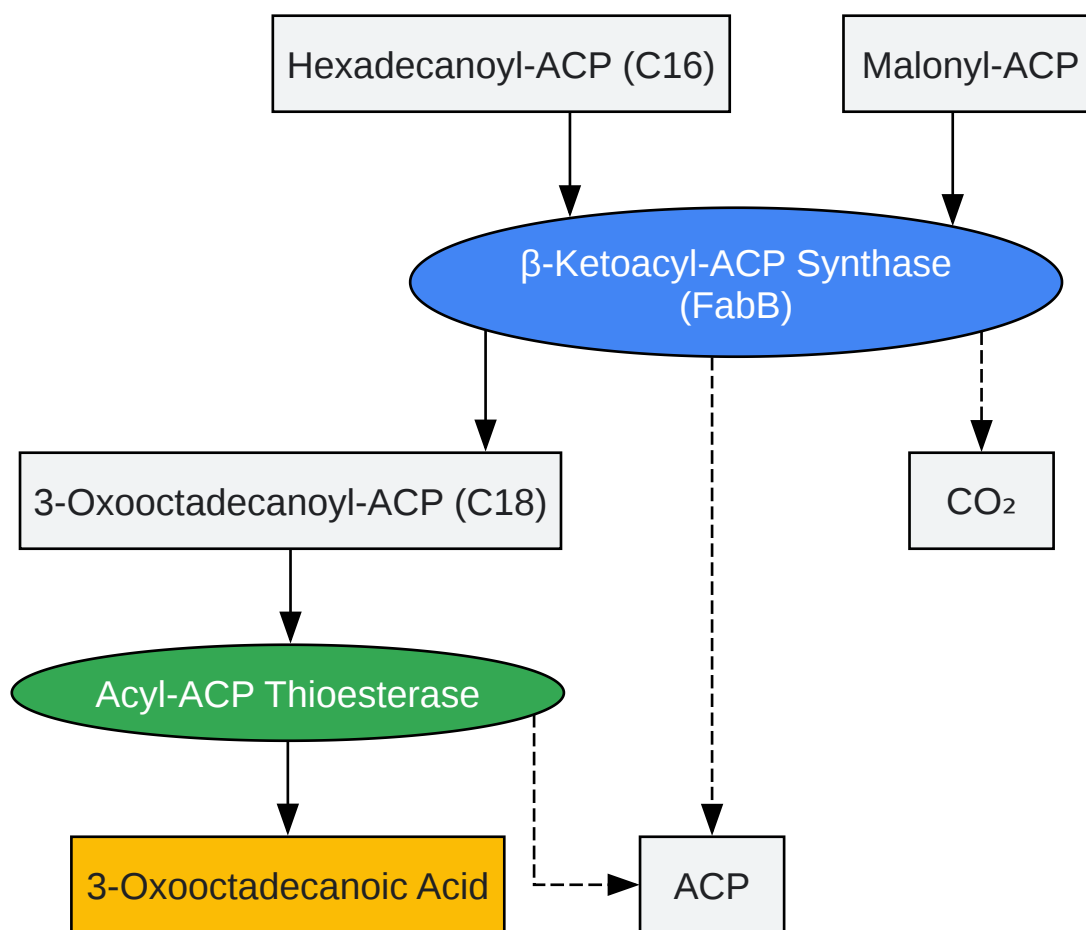 Hexadecanoyl-ACP (C16)
Malonyl-ACP
β-Ketoacyl-ACP Synthase
(FabB)
3-Oxooctadecanoyl-ACP (C18)
CO₂
Acyl-ACP Thioesterase
3-Oxooctadecanoic Acid
ACP